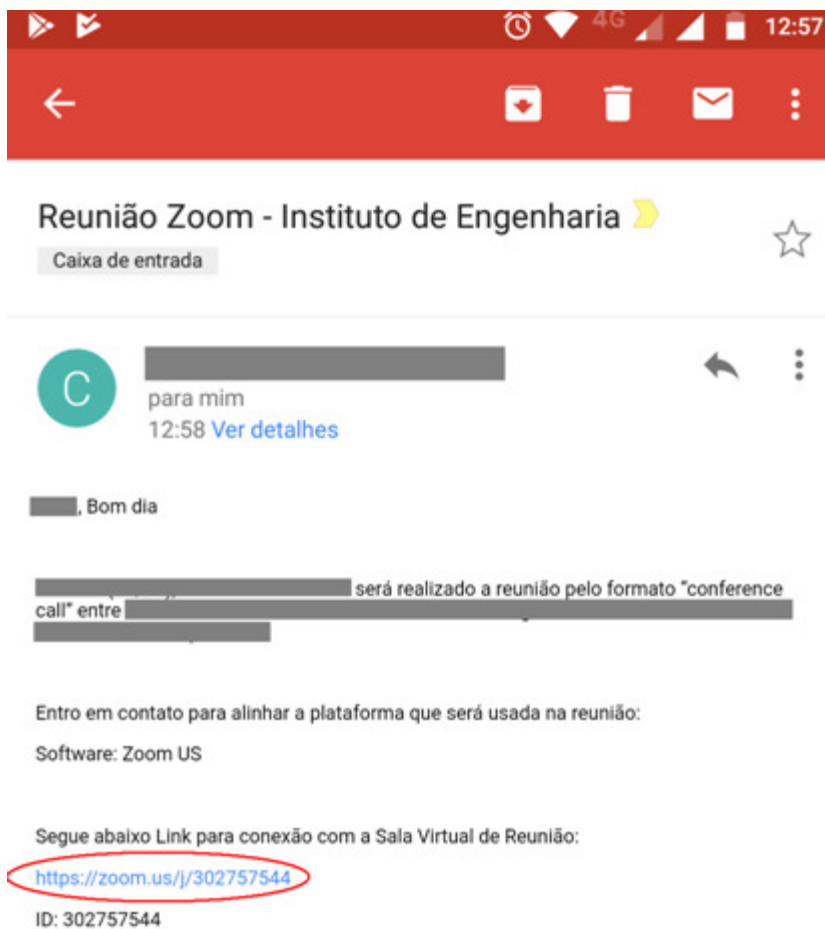 4G 12:57
Reunião Zoom - Instituto de Engenharia
Caixa de entrada
C
para mim
12:58 Ver detalhes
, Bom dia
será realizado a reunião pelo formato "conference
call" entre
Entro em contato para alinhar a plataforma que será usada na reunião:
Software: Zoom US
Segue abaixo Link para conexão com a Sala Virtual de Reunião:
https://zoom.us/j/302757544
ID: 302757544